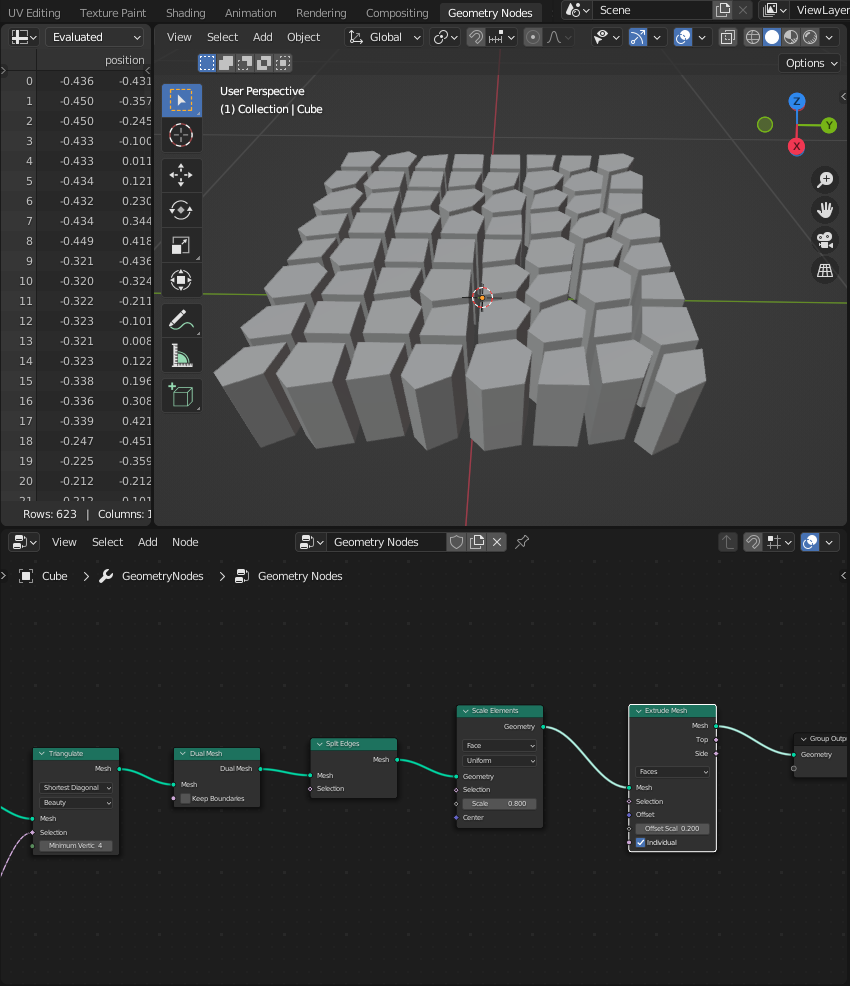 UV Editing Texture Paint Shading Animation Rendering Compositing Geometry Nodes Scene ViewLayer
Evaluated View Select Add Object Global
position Options
0 -0.436 -0.431
1 -0.450 -0.357
2 -0.450 -0.245
3 -0.433 -0.100
4 -0.433 0.011
5 -0.434 0.121
6 -0.432 0.230
7 -0.434 0.344
8 -0.449 0.418
9 -0.321 -0.436
10 -0.320 -0.324
11 -0.322 -0.211
12 -0.323 -0.101
13 -0.321 0.008
14 -0.323 0.122
15 -0.338 0.196
16 -0.336 0.308
17 -0.339 0.421
18 -0.247 -0.451
19 -0.225 -0.359
20 -0.212 -0.212
Rows: 623 | Columns: 1
User Perspective
(1) Collection | Cube
Z
Y
X
View Select Add Node Geometry Nodes
Cube GeometryNodes Geometry Nodes
Triangulate
Mesh
Shortest Diagonal
Beauty
Mesh
Selection
Minimum Vertic 4
Dual Mesh
Dual Mesh
Mesh
Keep Boundaries
Split Edges
Mesh
Mesh
Selection
Scale Elements
Geometry
Face
Uniform
Geometry
Selection
Scale 0.800
Center
Extrude Mesh
Mesh
Top
Side
Faces
Mesh
Selection
Offset
Offset Scal 0.200
Individual
Group Outp
Geometry